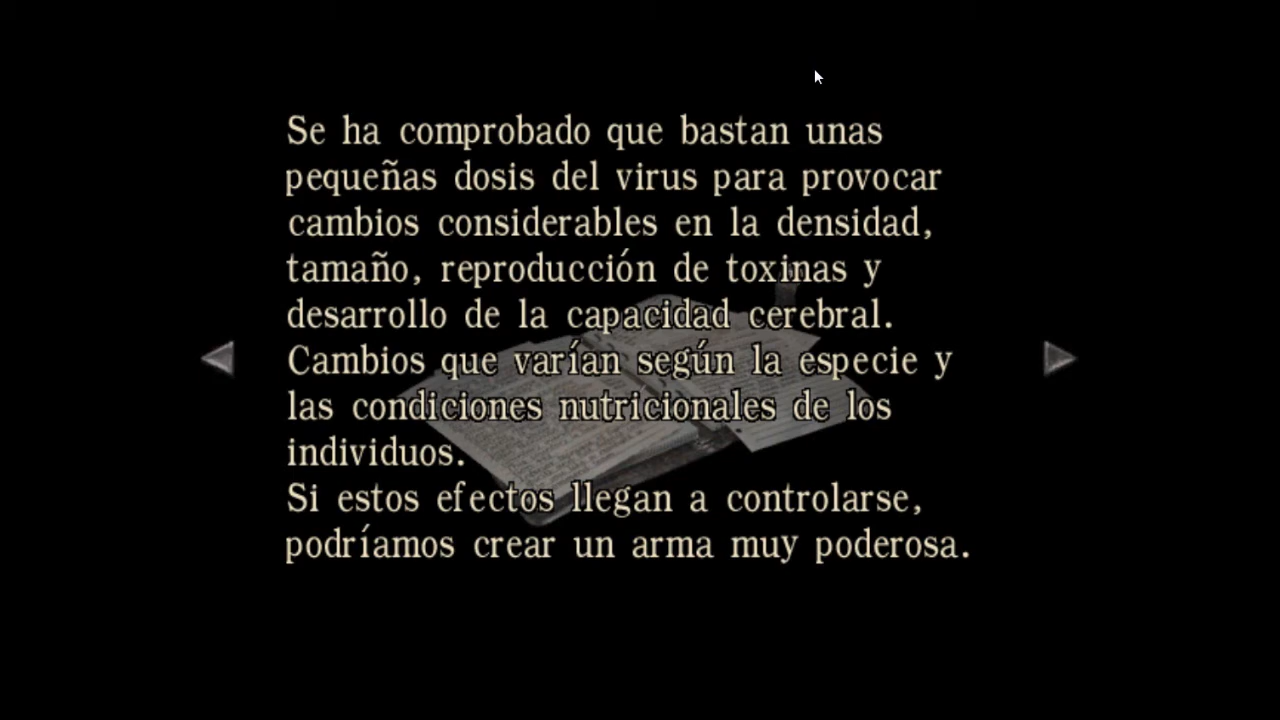 Se ha comprobado que bastan unas
pequeñas dosis del virus para provocar
cambios considerables en la densidad,
tamaño, reproducción de toxinas y
desarrollo de la capacidad cerebral.
Cambios que varían según la especie y
las condiciones nutricionales de los
individuos.
Si estos efectos llegan a controlarse,
podríamos crear un arma muy poderosa.